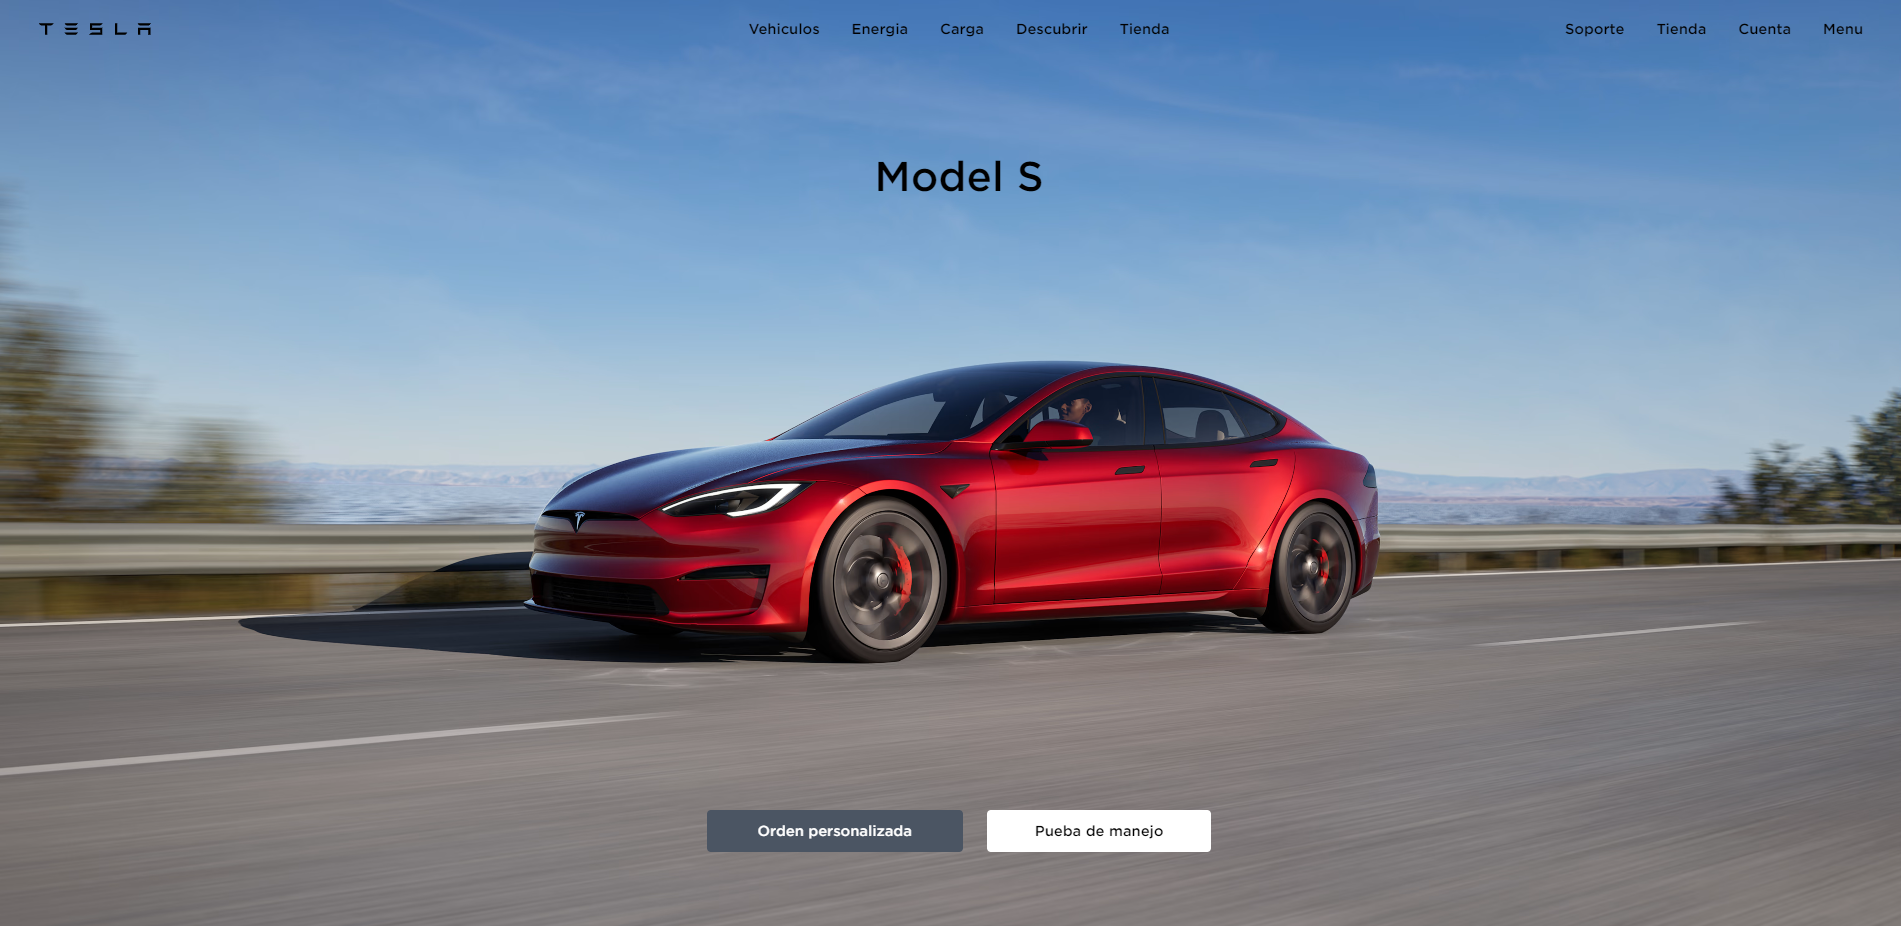 TESLA
Vehiculos Energia Carga Descubrir Tienda
Soporte Tienda Cuenta Menu
Model S
Orden personalizada
Pueba de manejo